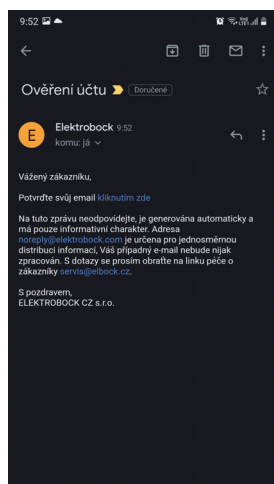 9:52
Ověření účtu Doručené
E
Elektrobock 9:52
komu: já
Vážený zákazníku,
Potvrďte svůj email kliknutím zde
Na tuto zprávu neodpovídejte, je generována automaticky a
má pouze informativní charakter. Adresa
noreply@elektrobock.com je určena pro jednosměrnou
distribuci informací, Váš případný e-mail nebude nijak
zpracován. S dotazy se prosím obraťte na linku péče o
zákazníky servis@elbock.cz.
S pozdravem,
ELEKTROBOCK CZ s.r.o.